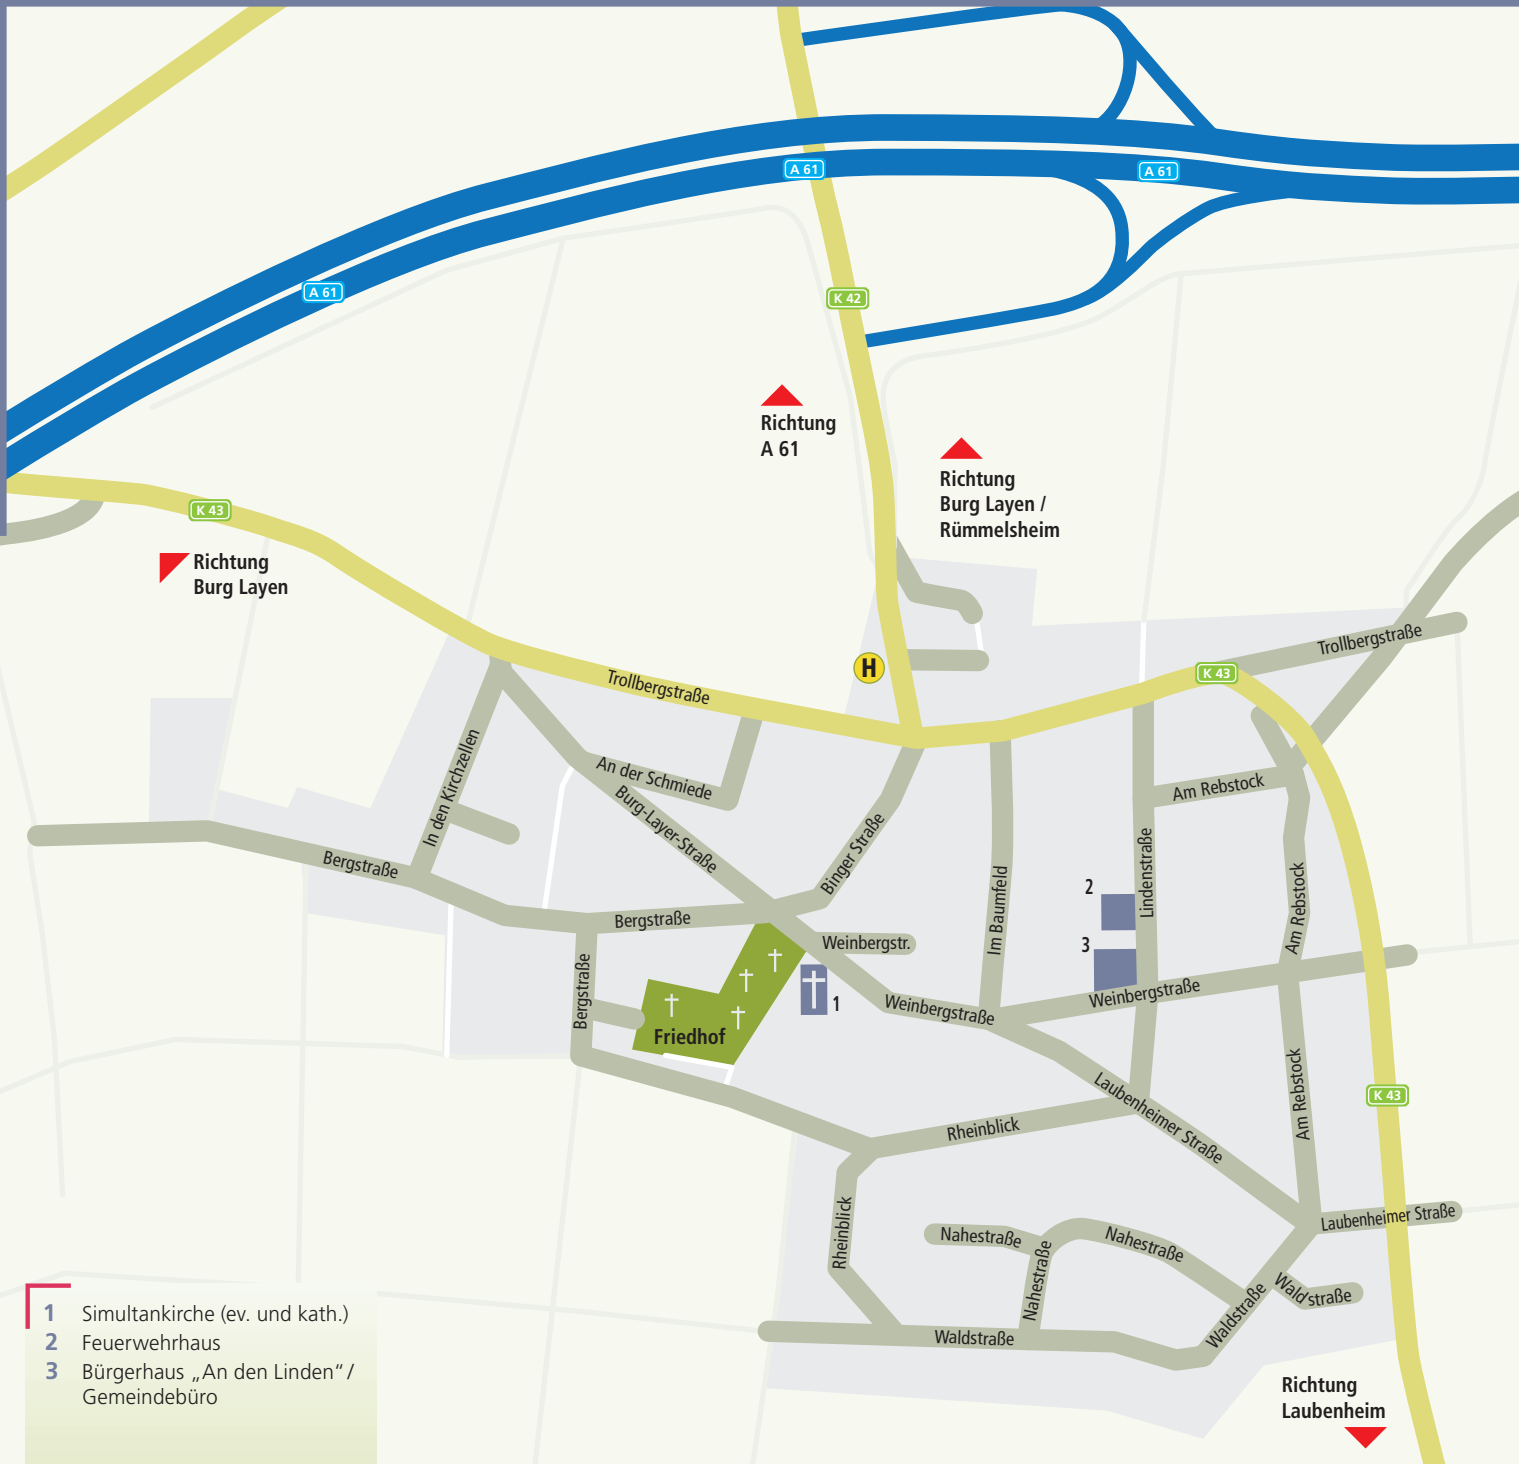 A 61
A 61
A 61
K 42
Richtung
A 61
Richtung
Burg Layen /
Rümmelsheim
K 43
Richtung
Burg Layen
Trollbergstraße
H
K 43
Trollbergstraße
In den Kirchzellen
An der Schmiede
Burg-Layer-Straße
Binger Straße
Am Rebstock
Bergstraße
Bergstraße
Weinbergstr.
Im Baumfeld
Lindenstraße
2
3
Am Rebstock
Bergstraße
1
Friedhof
Weinbergstraße
Weinbergstraße
Laubenheimer Straße
Am Rebstock
K 43
Rheinblick
Rheinblick
Nahestraße
Nahestraße
Nahestraße
Laubenheimer Straße
Waldstraße
Waldstraße
Waldstraße
Richtung
Laubenheim
1 Simultankirche (ev. und kath.)
2 Feuerwehrhaus
3 Bürgerhaus „An den Linden“ /
Gemeindebüro